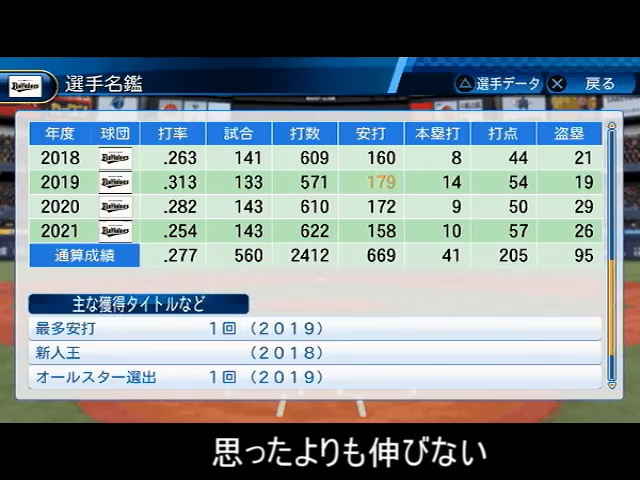 Buffaloes 選手名鑑 △ 選手データ × 戻る
年度 球団 打率 試合 打数 安打 本塁打 打点 盗塁
2018 Buffaloes .263 141 609 160 8 44 21
2019 Buffaloes .313 133 571 179 14 54 19
2020 Buffaloes .282 143 610 172 9 50 29
2021 Buffaloes .254 143 622 158 10 57 26
通算成績 .277 560 2412 669 41 205 95
主な獲得タイトルなど
最多安打 1回 (2019)
新人王 (2018)
オールスター選出 1回 (2019)
思ったよりも伸びない